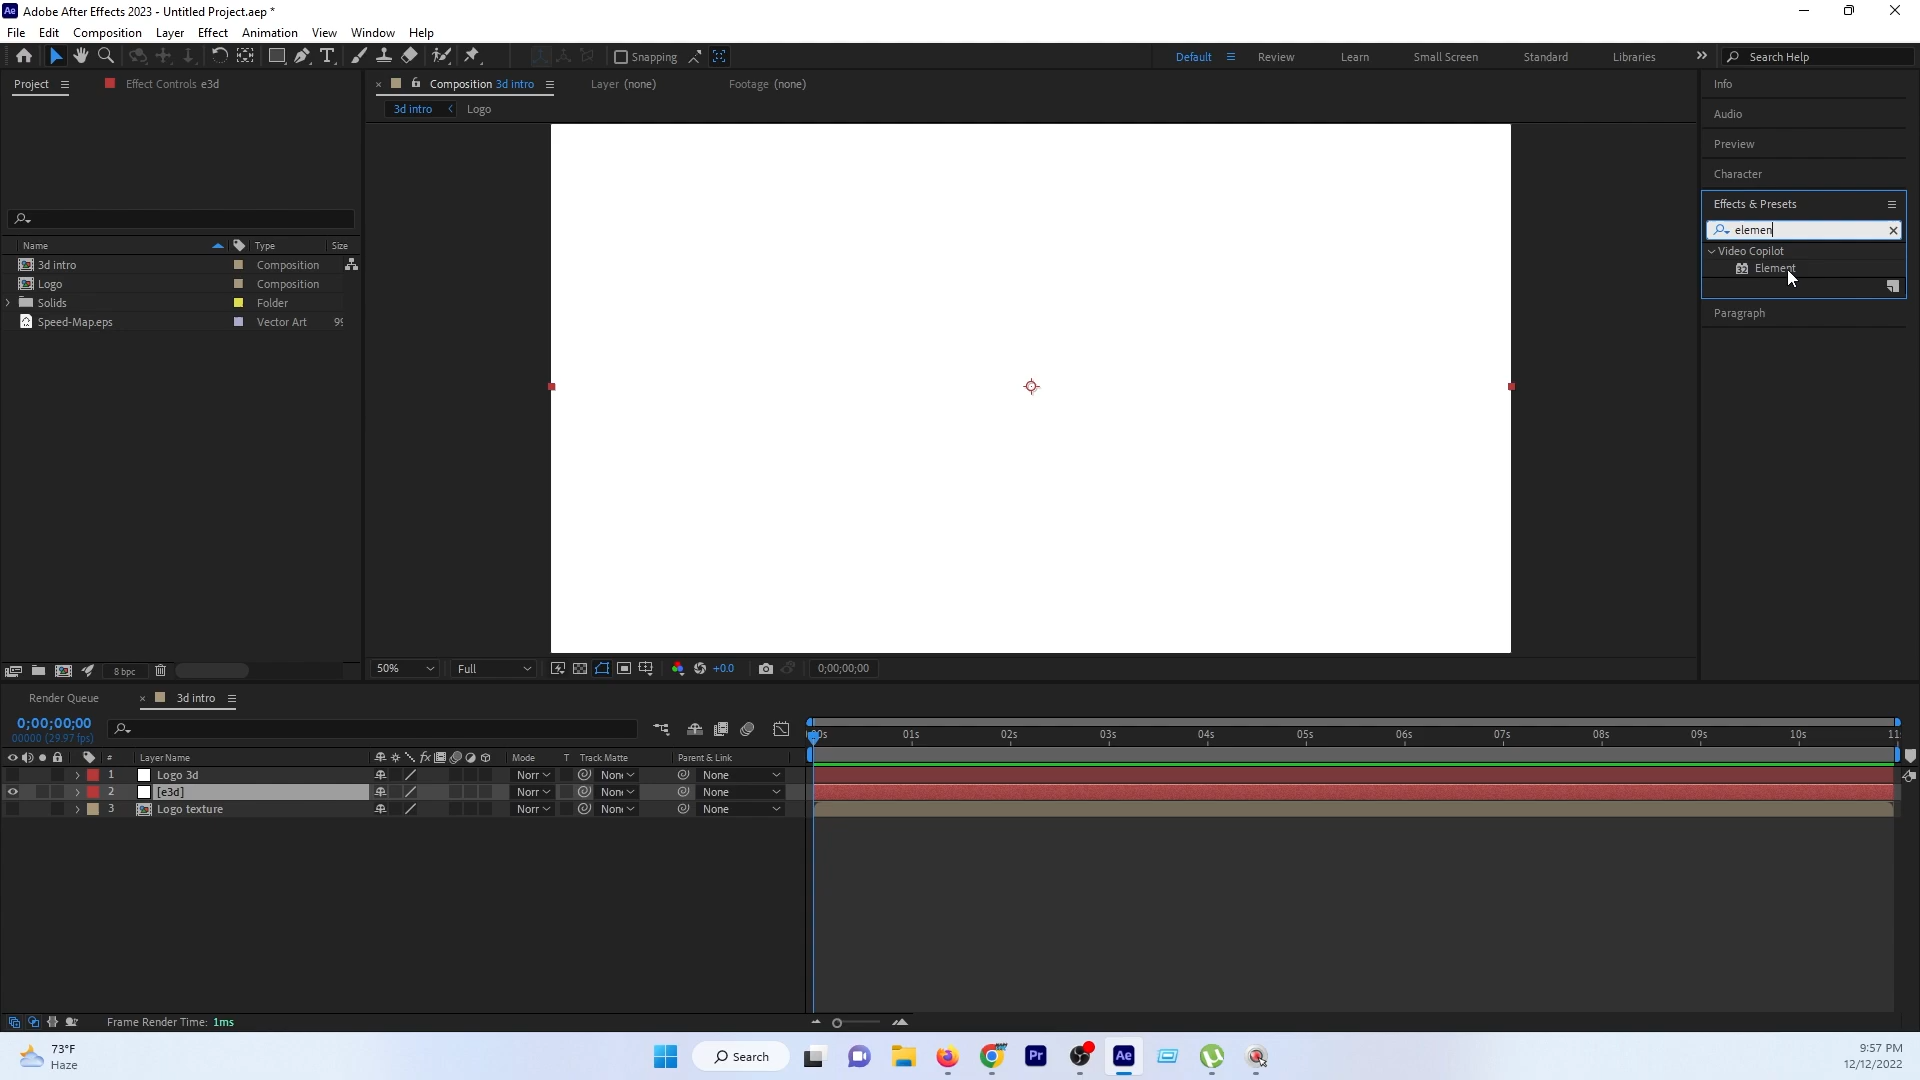 Adobe After Effects 2023 - Untitled Project.aep *
File Edit Composition Layer Effect Animation View Window Help
Snapping
Default Review Learn Small Screen Standard Libraries Search Help
Project Effect Controls e3d
Composition 3d intro Layer (none) Footage (none)
3d intro Logo
Info
Audio
Preview
Character
Effects & Presets
elemen
Video Copilot
Element
Paragraph
Name Type Size
3d intro Composition
Logo Composition
Solids Folder
Speed-Map.eps Vector Art 99
8 bpc
50% Full +0.0 0;00;00;00
Render Queue 3d intro
0;00;00;00
00000 (29.97 fps)
01s 02s 03s 04s 05s 06s 07s 08s 09s 10s 11
# Layer Name Mode T Track Matte Parent & Link
1 Logo 3d Norr None None
2 [e3d] Norr None None
3 Logo texture Norr None None
Frame Render Time: 1ms
73°F
Haze
Search
9:57 PM
12/12/2022